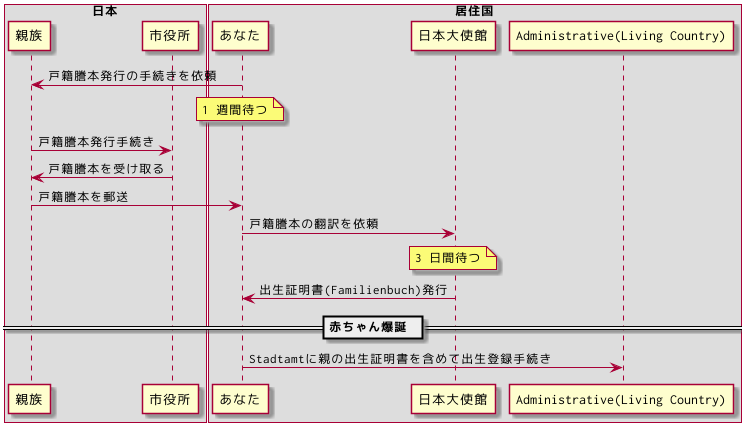 日本
居住国
親族
市役所
あなた
日本大使館
Administrative(Living Country)
戸籍謄本発行の手続きを依頼
1 週間待つ
戸籍謄本発行手続き
戸籍謄本を受け取る
戸籍謄本を郵送
戸籍謄本の翻訳を依頼
3 日間待つ
出生証明書(Familienbuch)発行
赤ちゃん爆誕
Stadtamtに親の出生証明書を含めて出生登録手続き
親族
市役所
あなた
日本大使館
Administrative(Living Country)